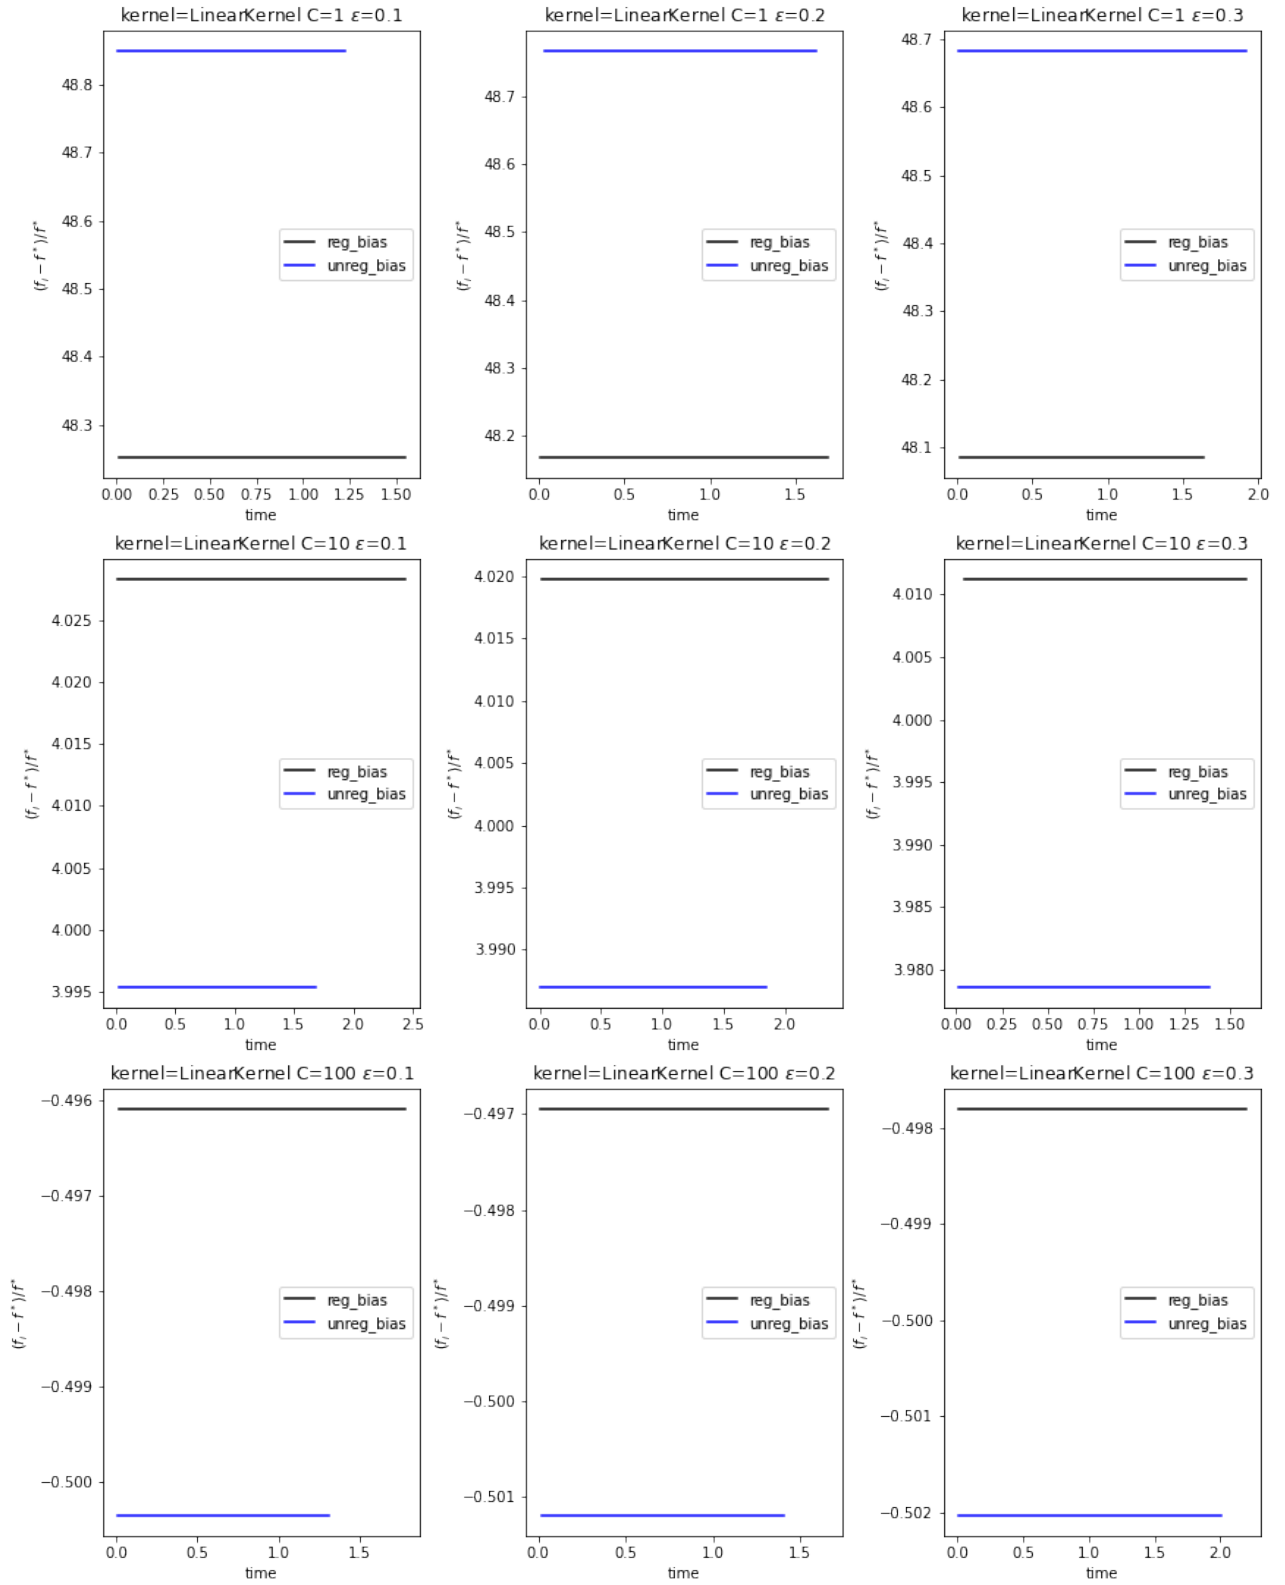 kernel=LinearKernel C=1 ε=0.1
48.8
48.7
48.6
48.5
48.4
48.3
(f_i − f*)/f*
reg_bias
unreg_bias
0.00 0.25 0.50 0.75 1.00 1.25 1.50
time
kernel=LinearKernel C=1 ε=0.2
48.7
48.6
48.5
48.4
48.3
48.2
(f_i − f*)/f*
reg_bias
unreg_bias
0.0 0.5 1.0 1.5
time
kernel=LinearKernel C=1 ε=0.3
48.7
48.6
48.5
48.4
48.3
48.2
48.1
(f_i − f*)/f*
reg_bias
unreg_bias
0.0 0.5 1.0 1.5 2.0
time
kernel=LinearKernel C=10 ε=0.1
4.025
4.020
4.015
4.010
4.005
4.000
3.995
(f_i − f*)/f*
reg_bias
unreg_bias
0.0 0.5 1.0 1.5 2.0 2.5
time
kernel=LinearKernel C=10 ε=0.2
4.020
4.015
4.010
4.005
4.000
3.995
3.990
(f_i − f*)/f*
reg_bias
unreg_bias
0.0 0.5 1.0 1.5 2.0
time
kernel=LinearKernel C=10 ε=0.3
4.010
4.005
4.000
3.995
3.990
3.985
3.980
(f_i − f*)/f*
reg_bias
unreg_bias
0.00 0.25 0.50 0.75 1.00 1.25 1.50
time
kernel=LinearKernel C=100 ε=0.1
−0.496
−0.497
−0.498
−0.499
−0.500
(f_i − f*)/f*
reg_bias
unreg_bias
0.0 0.5 1.0 1.5
time
kernel=LinearKernel C=100 ε=0.2
−0.497
−0.498
−0.499
−0.500
−0.501
(f_i − f*)/f*
reg_bias
unreg_bias
0.0 0.5 1.0 1.5
time
kernel=LinearKernel C=100 ε=0.3
−0.498
−0.499
−0.500
−0.501
−0.502
(f_i − f*)/f*
reg_bias
unreg_bias
0.0 0.5 1.0 1.5 2.0
time